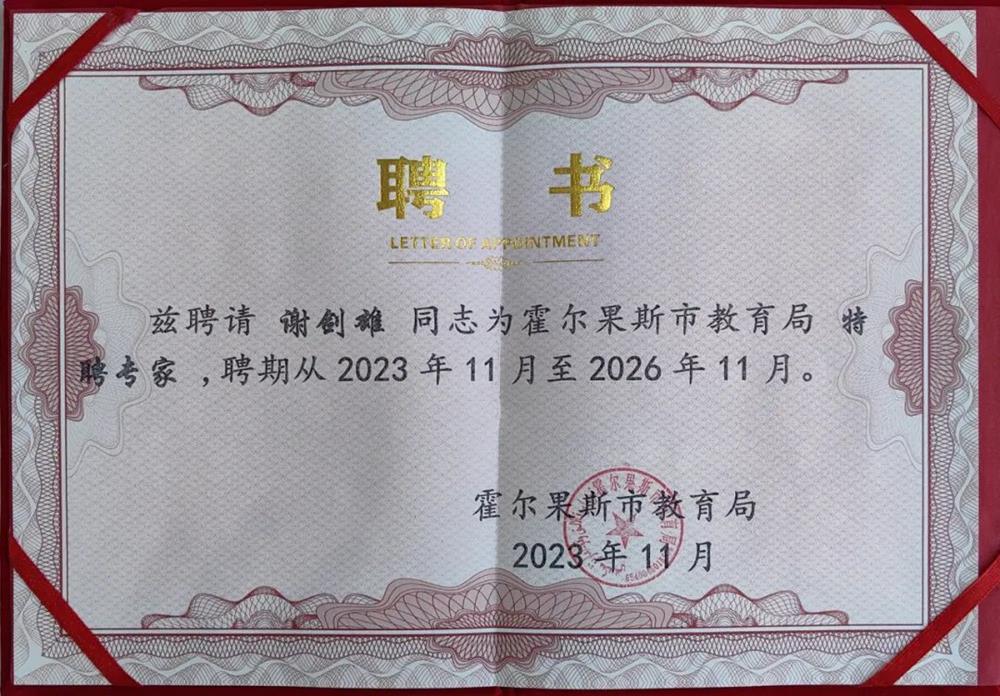 聘 书
LETTER OF APPOINTMENT
兹聘请 谢剑雄 同志为霍尔果斯市教育局 特
聘专家 ,聘期从 2023 年 11 月至 2026 年 11 月。
霍尔果斯市教育局
2023 年 11 月